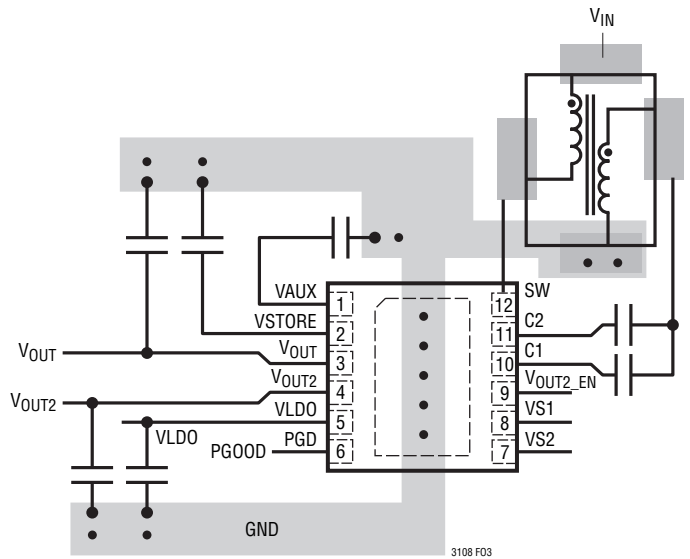 VIN
SW
VAUX
1
12
C2
VSTORE
2
11
C1
VOUT
VOUT
3
10
VOUT2_EN
VOUT2
VOUT2
4
9
VS1
VLDO
5
8
VS2
PGOOD
PGD
6
7
GND
3108 F03